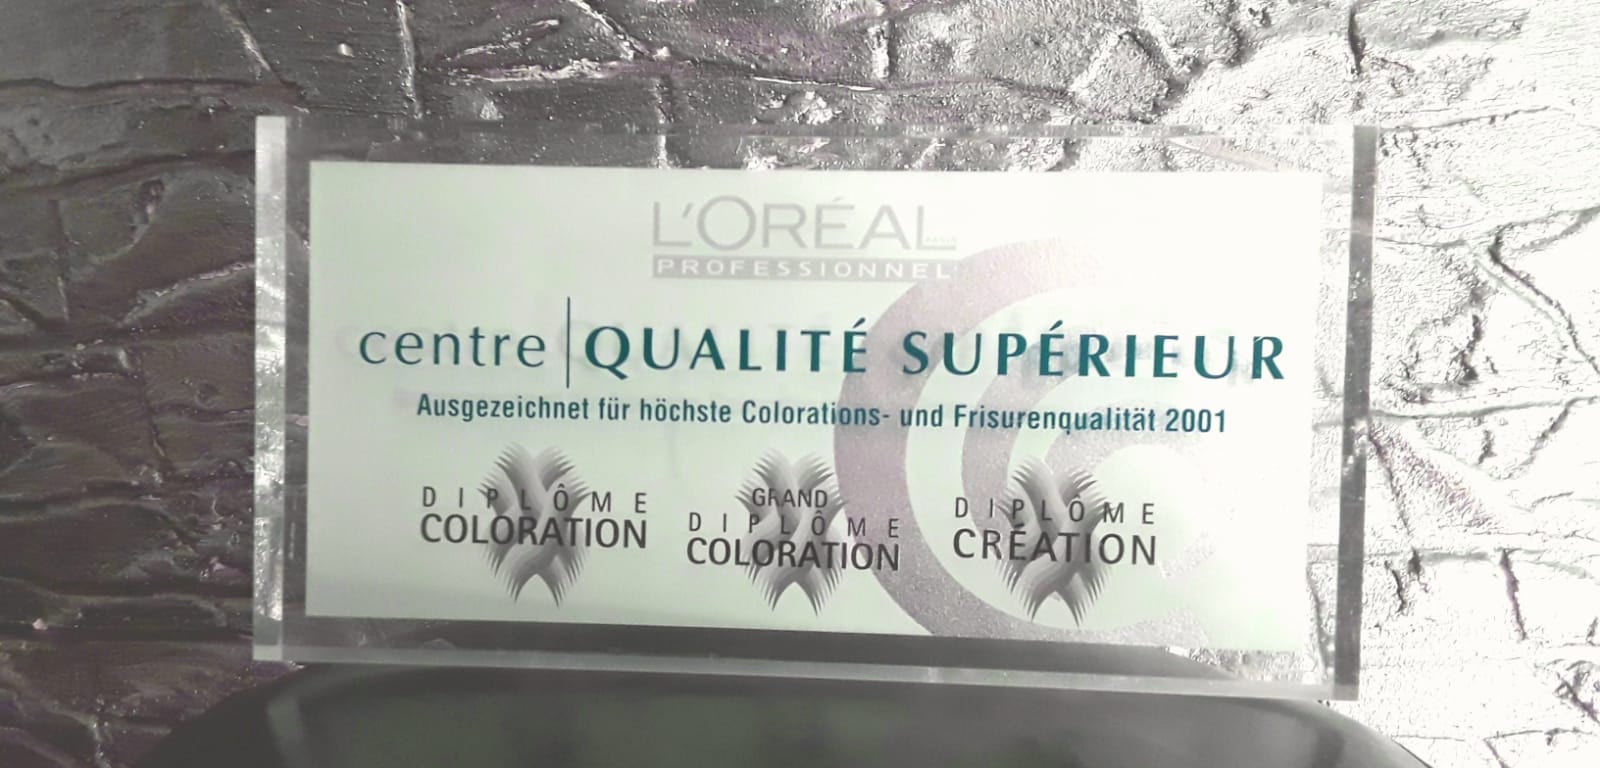 L'ORÉAL
PARIS
PROFESSIONNEL
centre | QUALITÉ SUPÉRIEUR
Ausgezeichnet für höchste Colorations- und Frisurenqualität 2001
DIPLÔME
COLORATION
GRAND
DIPLÔME
COLORATION
DIPLÔME
CRÉATION